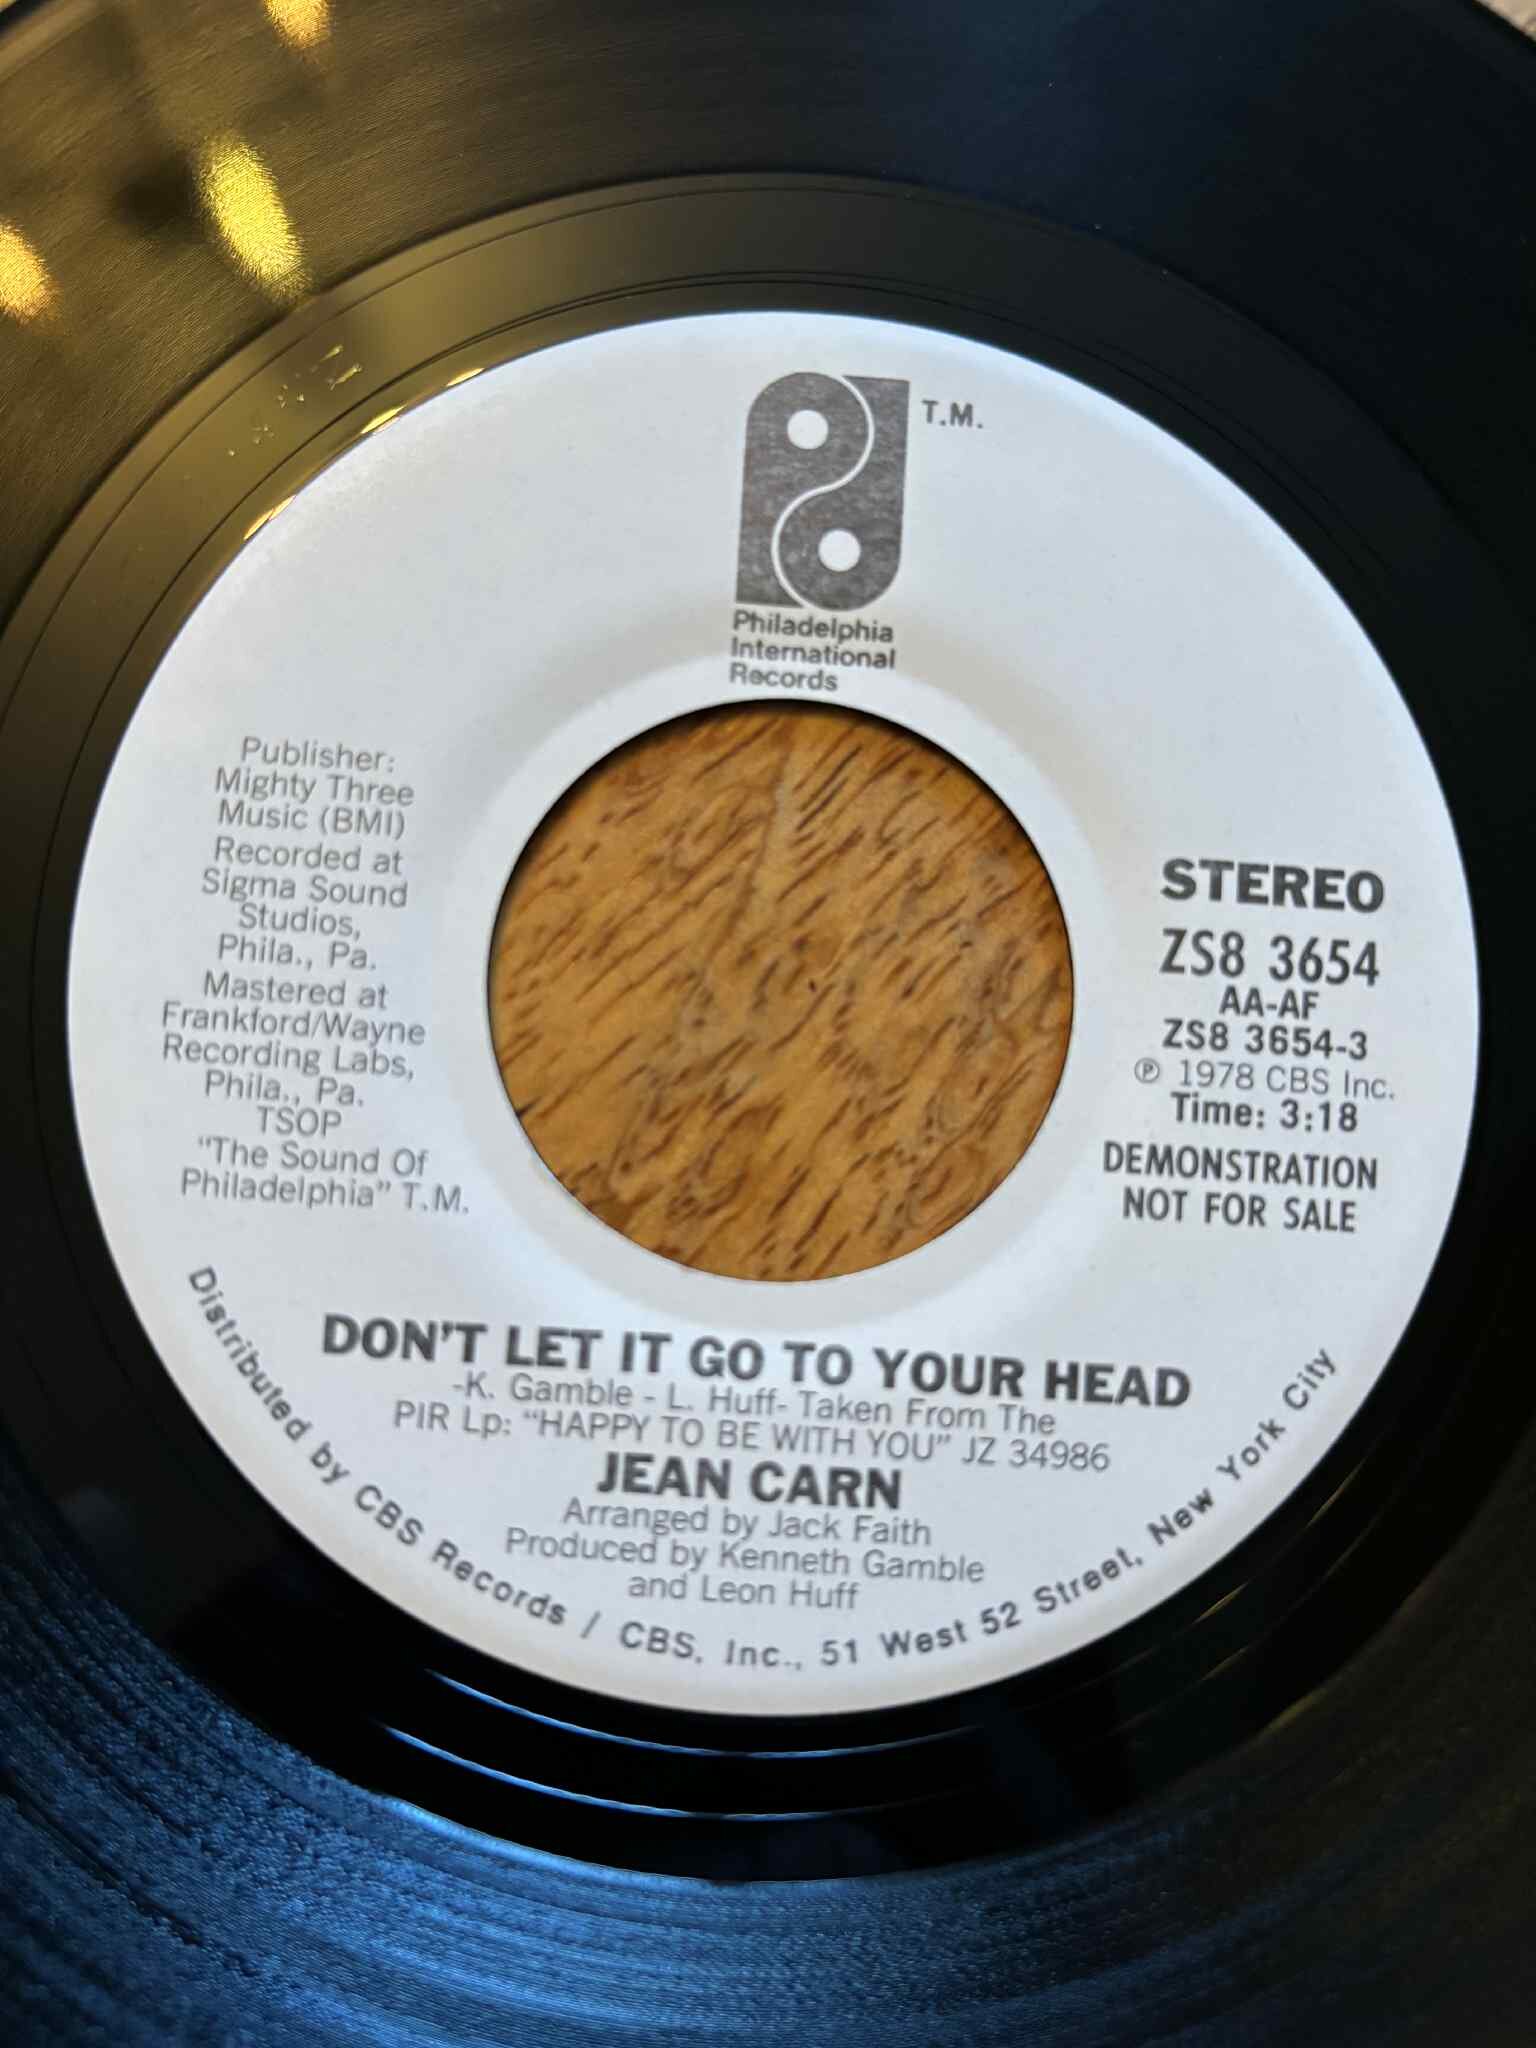 T.M.
Philadelphia
International
Records
Publisher:
Mighty Three
Music (BMI)
Recorded at
Sigma Sound
Studios,
Phila., Pa.
Mastered at
Frankford/Wayne
Recording Labs,
Phila., Pa.
TSOP
"The Sound Of
Philadelphia" T.M.
STEREO
ZS8 3654
AA-AF
ZS8 3654-3
℗ 1978 CBS Inc.
Time: 3:18
DEMONSTRATION
NOT FOR SALE
DON'T LET IT GO TO YOUR HEAD
-K. Gamble - L. Huff- Taken From The
PIR Lp: "HAPPY TO BE WITH YOU" JZ 34986
JEAN CARN
Arranged by Jack Faith
Produced by Kenneth Gamble
and Leon Huff
Distributed by CBS Records / CBS, Inc., 51 West 52 Street, New York City